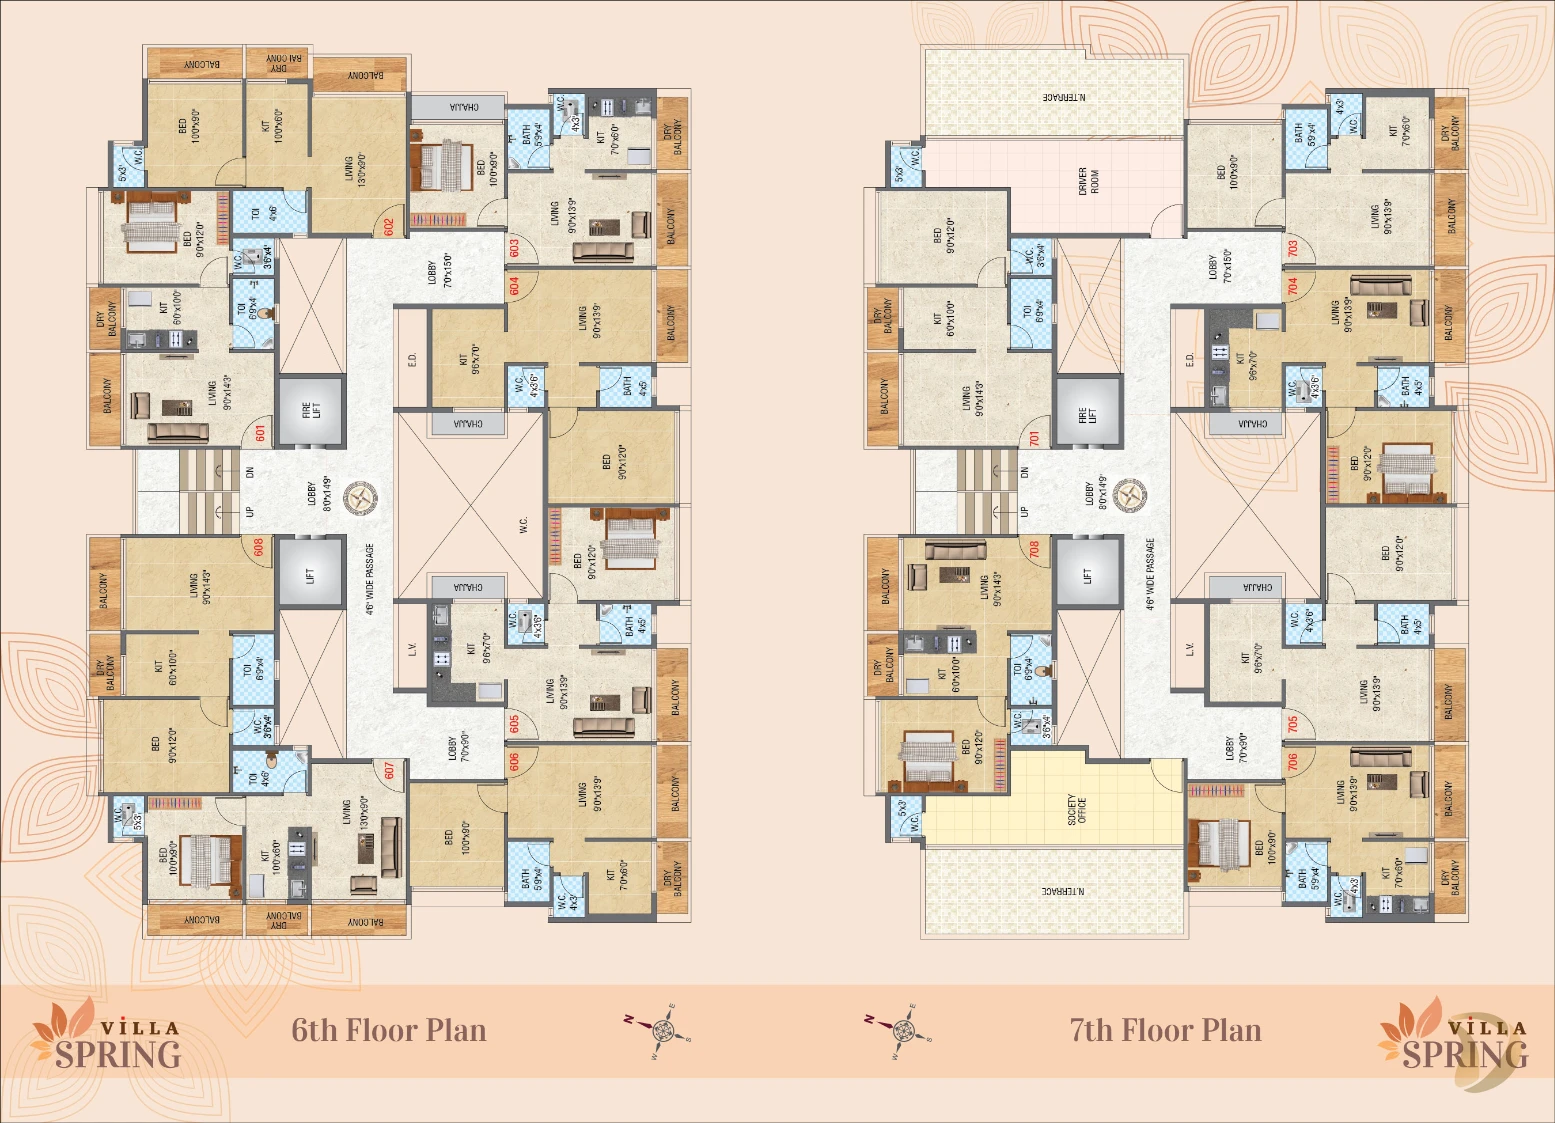 BALCONY
DRY
BALCONY
BALCONY
BED
10'0"x9'0"
KIT
10'0"x6'0"
LIVING
13'0"x9'0"
W.C.
5'x3'
TOI
4'x6'
602
CHAJJA
BED
10'0"x9'0"
BATH
5'9"x4'
W.C.
4'x3'
KIT
7'0"x6'0"
DRY
BALCONY
LIVING
9'0"x13'9"
BALCONY
603
BED
9'0"x12'0"
W.C.
3'6"x4'
TOI
6'9"x4'
KIT
6'0"x10'0"
DRY
BALCONY
LIVING
9'0"x14'3"
BALCONY
601
LOBBY
7'0"x15'0"
604
LIVING
9'0"x13'9"
BALCONY
KIT
9'6"x7'0"
E.D.
W.C.
4'x3'6"
BATH
4'x5'
CHAJJA
FIRE
LIFT
BED
9'0"x12'0"
DN
UP
LOBBY
8'0"x14'9"
W.C.
608
LIFT
4'6" WIDE PASSAGE
BED
9'0"x12'0"
CHAJJA
BALCONY
LIVING
9'0"x14'3"
DRY
BALCONY
KIT
6'0"x10'0"
TOI
6'9"x4'
W.C.
3'6"x4'
BED
9'0"x12'0"
L.V.
KIT
9'6"x7'0"
W.C.
4'x3'6"
BATH
4'x5'
LIVING
9'0"x13'9"
BALCONY
605
LOBBY
7'0"x9'0"
606
LIVING
9'0"x13'9"
BALCONY
TOI
4'x6'
607
W.C.
5'x3'
BED
10'0"x9'0"
KIT
10'0"x6'0"
LIVING
13'0"x9'0"
BED
10'0"x9'0"
BATH
5'9"x4'
W.C.
4'x3'
KIT
7'0"x6'0"
DRY
BALCONY
BALCONY
DRY
BALCONY
BALCONY
N.TERRACE
W.C.
5'x3'
DRIVER
ROOM
BED
10'0"x9'0"
BATH
5'9"x4'
W.C.
4'x3'
KIT
7'0"x6'0"
DRY
BALCONY
LIVING
9'0"x13'9"
BALCONY
703
BED
9'0"x12'0"
W.C.
3'6"x4'
TOI
6'9"x4'
KIT
6'0"x10'0"
DRY
BALCONY
LIVING
9'0"x14'3"
BALCONY
701
LOBBY
7'0"x15'0"
704
LIVING
9'0"x13'9"
BALCONY
E.D.
KIT
9'6"x7'0"
W.C.
4'x3'6"
BATH
4'x5'
CHAJJA
FIRE
LIFT
BED
9'0"x12'0"
DN
UP
LOBBY
8'0"x14'9"
708
LIFT
4'6" WIDE PASSAGE
BED
9'0"x12'0"
CHAJJA
BALCONY
LIVING
9'0"x14'3"
DRY
BALCONY
KIT
6'0"x10'0"
TOI
6'9"x4'
W.C.
3'6"x4'
BED
9'0"x12'0"
L.V.
KIT
9'6"x7'0"
W.C.
4'x3'6"
BATH
4'x5'
LIVING
9'0"x13'9"
BALCONY
705
LOBBY
7'0"x9'0"
706
LIVING
9'0"x13'9"
BALCONY
W.C.
5'x3'
SOCIETY
OFFICE
BED
10'0"x9'0"
BATH
5'9"x4'
W.C.
4'x3'
KIT
7'0"x6'0"
DRY
BALCONY
N.TERRACE
VILLA
SPRING
6th Floor Plan
N
E
S
W
N
E
S
W
7th Floor Plan
VILLA
SPRING